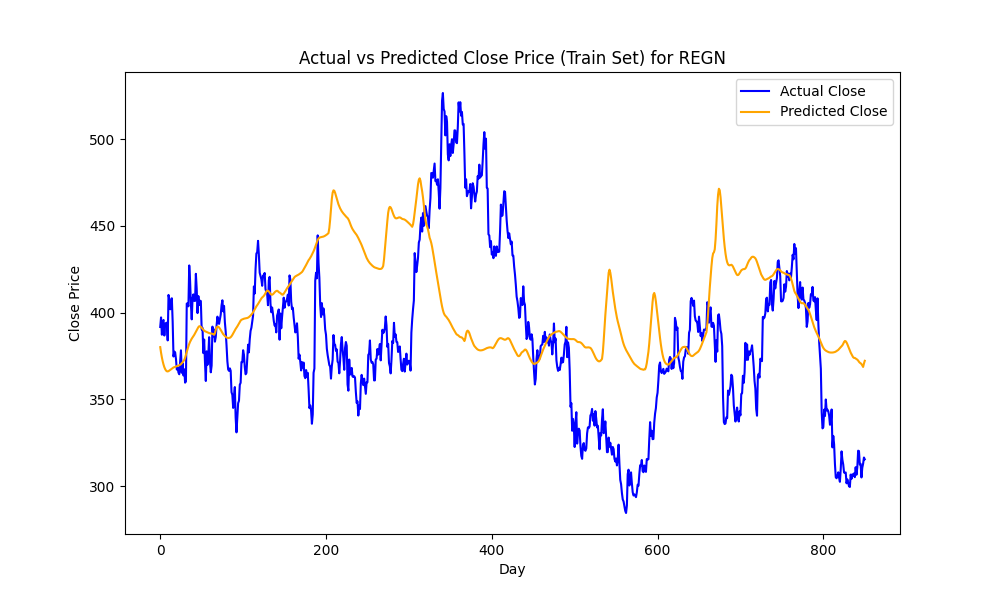 Actual vs Predicted Close Price (Train Set) for REGN
Actual Close
Predicted Close
Close Price
500
450
400
350
300
0 200 400 600 800
Day